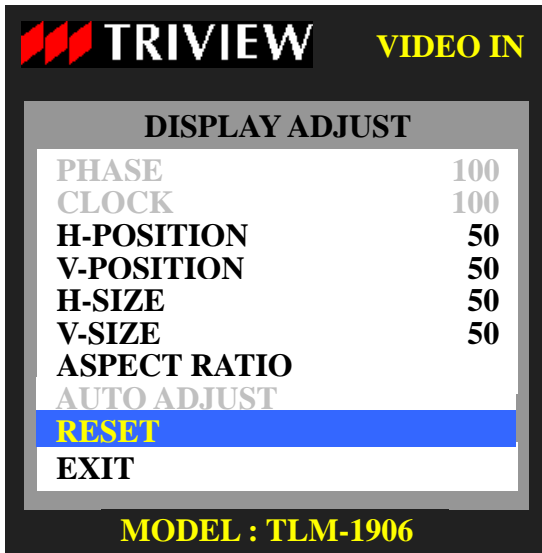 TRIVIEW VIDEO IN
DISPLAY ADJUST
PHASE 100
CLOCK 100
H-POSITION 50
V-POSITION 50
H-SIZE 50
V-SIZE 50
ASPECT RATIO
AUTO ADJUST
RESET
EXIT
MODEL : TLM-1906